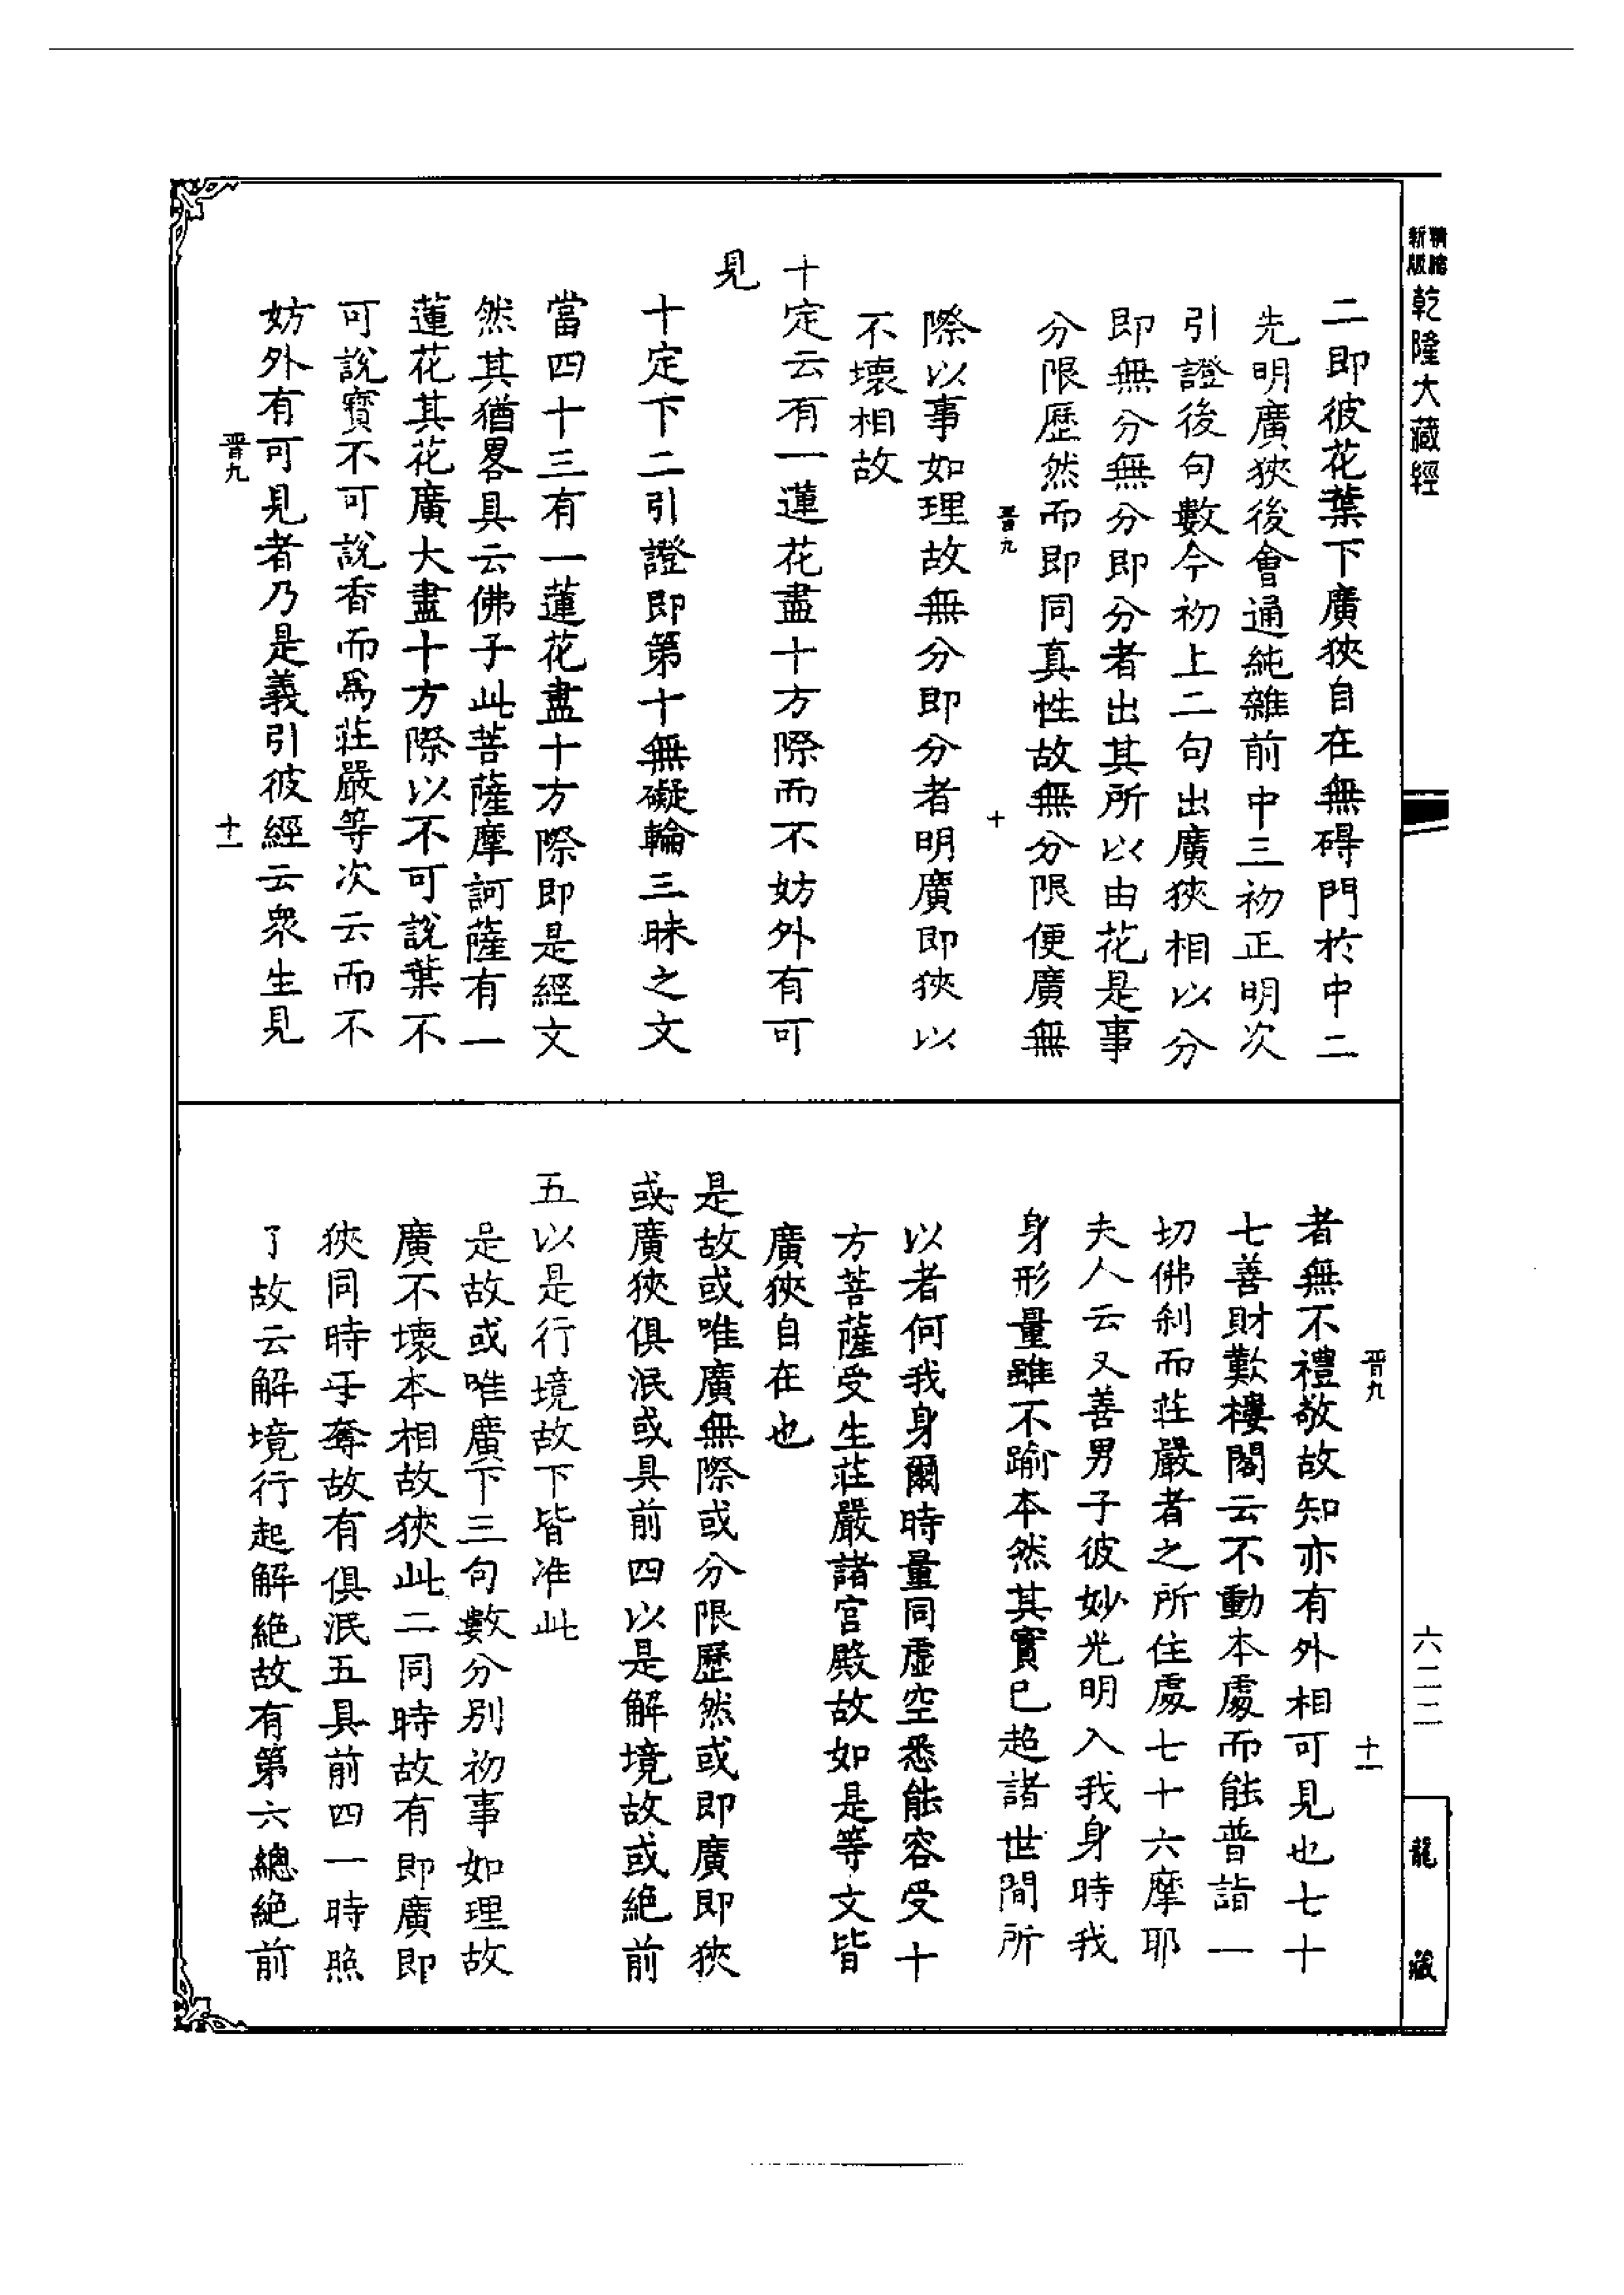 精縮
新版
乾隆大藏經
二即彼花葉下廣狹自在無碍門於中二
先明廣狹後會通純雜前中三初正明次
引證後句數今初上二句出廣狹相以分
即無分無分即分者出其所以由花是事
分限歷然而即同真性故無分限便廣無
晋九
十
際以事如理故無分即分者明廣即狹以
不壞相故
十定云有一蓮花盡十方際而不妨外有可
見
十定下二引證即第十無礙輪三昧之文
當四十三有一蓮花盡十方際即是經文
然其猶畧具云佛子此菩薩摩訶薩有一
蓮花其花廣大盡十方際以不可說葉不
可說寶不可說香而為莊嚴等次云而不
妨外有可見者乃是義引彼經云眾生見
晋九
十一
晋九
十一
者無不禮敬故知亦有外相可見也七十
七善財歎樓閣云不動本處而能普詣一
切佛刹而莊嚴者之所住處七十六摩耶
夫人云又善男子彼妙光明入我身時我
身形量雖不踰本然其實已超諸世間所
以者何我身爾時量同虛空悉能容受十
方菩薩受生莊嚴諸宮殿故如是等文皆
廣狹自在也
是故或唯廣無際或分限歷然或即廣即狹
或廣狹俱泯或具前四以是解境故或絕前
五以是行境故下皆准此
是故或唯廣下三句數分別初事如理故
廣不壞本相故狹此二同時故有即廣即
狹同時互奪故有俱泯五具前四一時照
了故云解境行起解絕故有第六總絕前
六二二
龍
藏